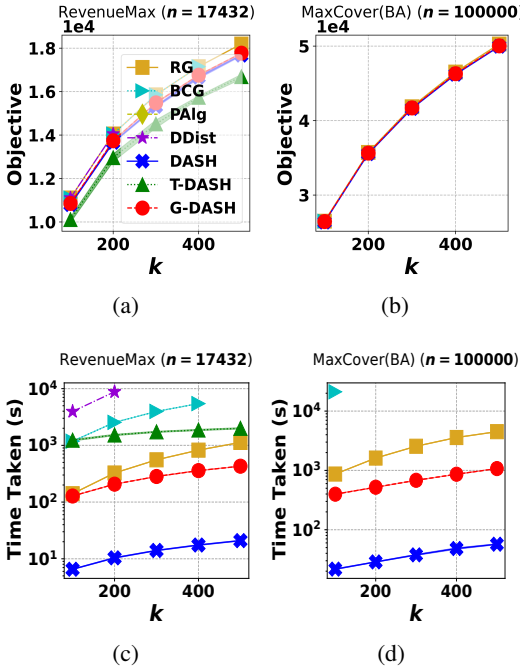 RevenueMax (n = 17432)
1e4
Objective
1.8
1.6
1.4
1.2
1.0
RG
BCG
PAlg
DDist
DASH
T-DASH
G-DASH
200 400
k
(a)
MaxCover(BA) (n = 100000)
1e4
Objective
5
4
3
200 400
k
(b)
RevenueMax (n = 17432)
Time Taken (s)
10^4
10^3
10^2
10^1
200 400
k
(c)
MaxCover(BA) (n = 100000)
Time Taken (s)
10^4
10^3
10^2
200 400
k
(d)